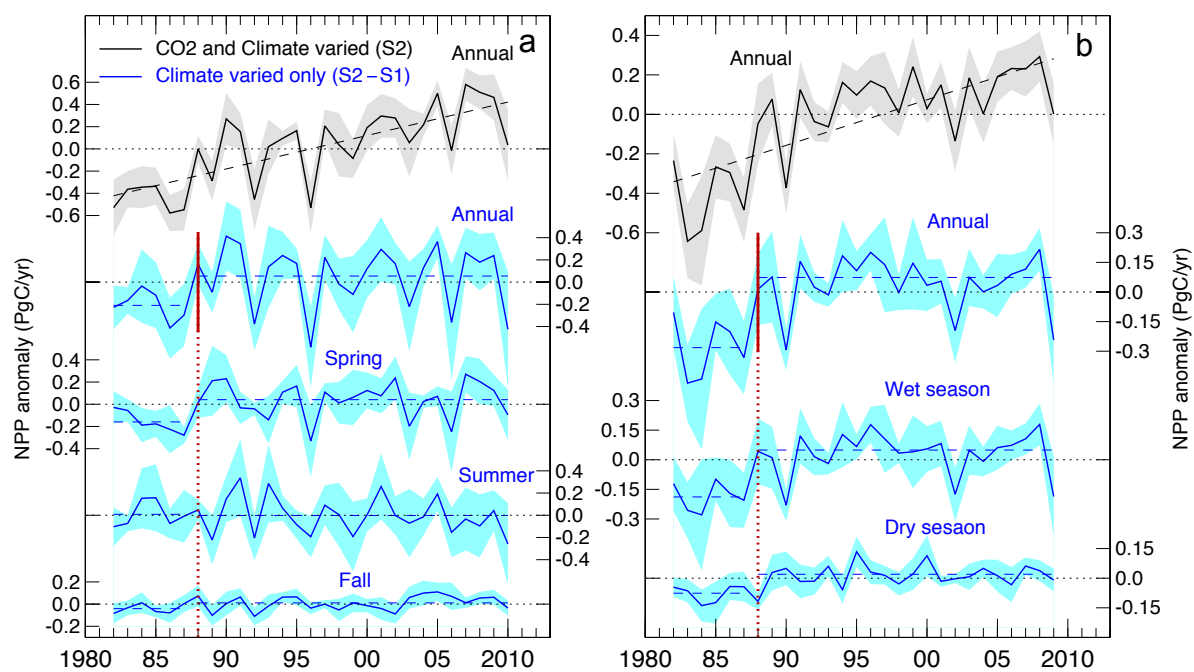 a
CO2 and Climate varied (S2)
Annual
Climate varied only (S2–S1)
0.6
0.4
0.2
0.0
-0.2
-0.4
-0.6
Annual
0.4
0.2
0.0
-0.2
-0.4
Spring
0.4
0.2
0.0
-0.2
-0.4
Summer
0.4
0.2
0.0
-0.2
-0.4
Fall
0.2
0.0
-0.2
NPP anomaly (PgC/yr)
1980 85 90 95 00 05 2010
b
Annual
0.4
0.2
0.0
-0.2
-0.4
-0.6
Annual
0.3
0.15
0.0
-0.15
-0.3
Wet season
0.3
0.15
0.0
-0.15
-0.3
Dry sesaon
0.15
0.0
-0.15
NPP anomaly (PgC/yr)
1980 85 90 95 00 05 2010